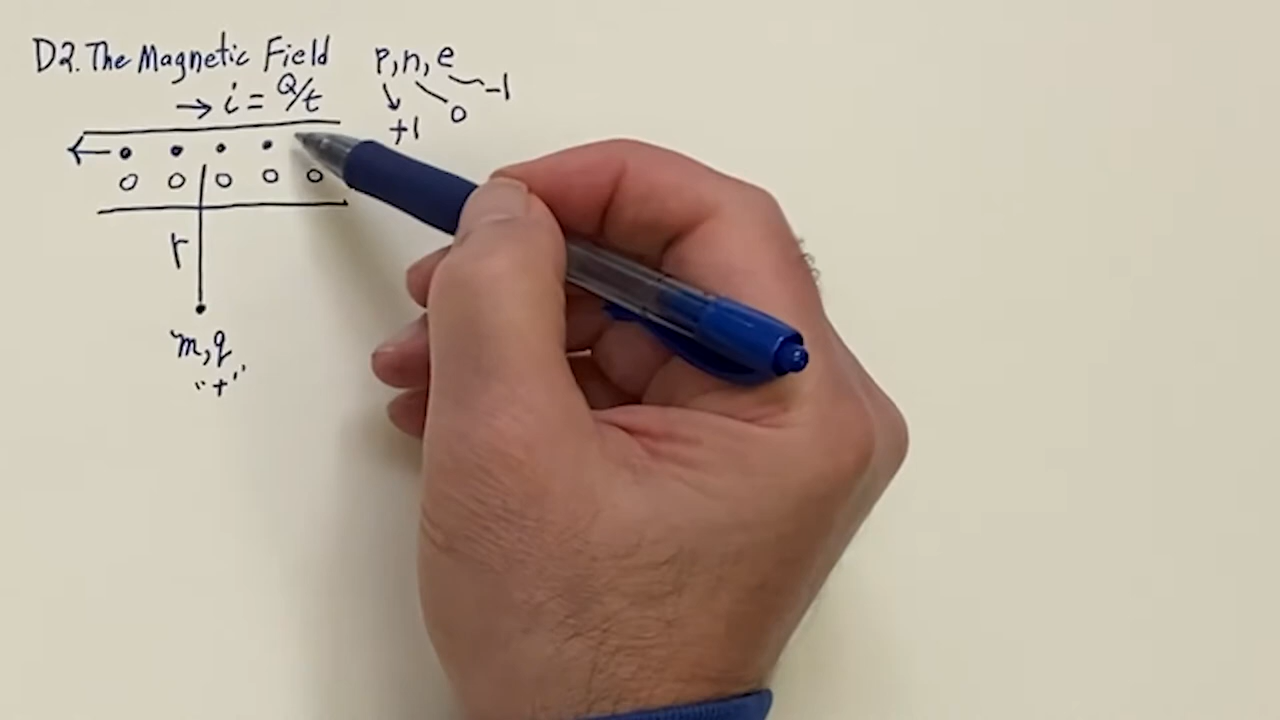 D2. The Magnetic Field
p, n, e
→ i = Q/t
-1
0
+1
r
m, q
"+"